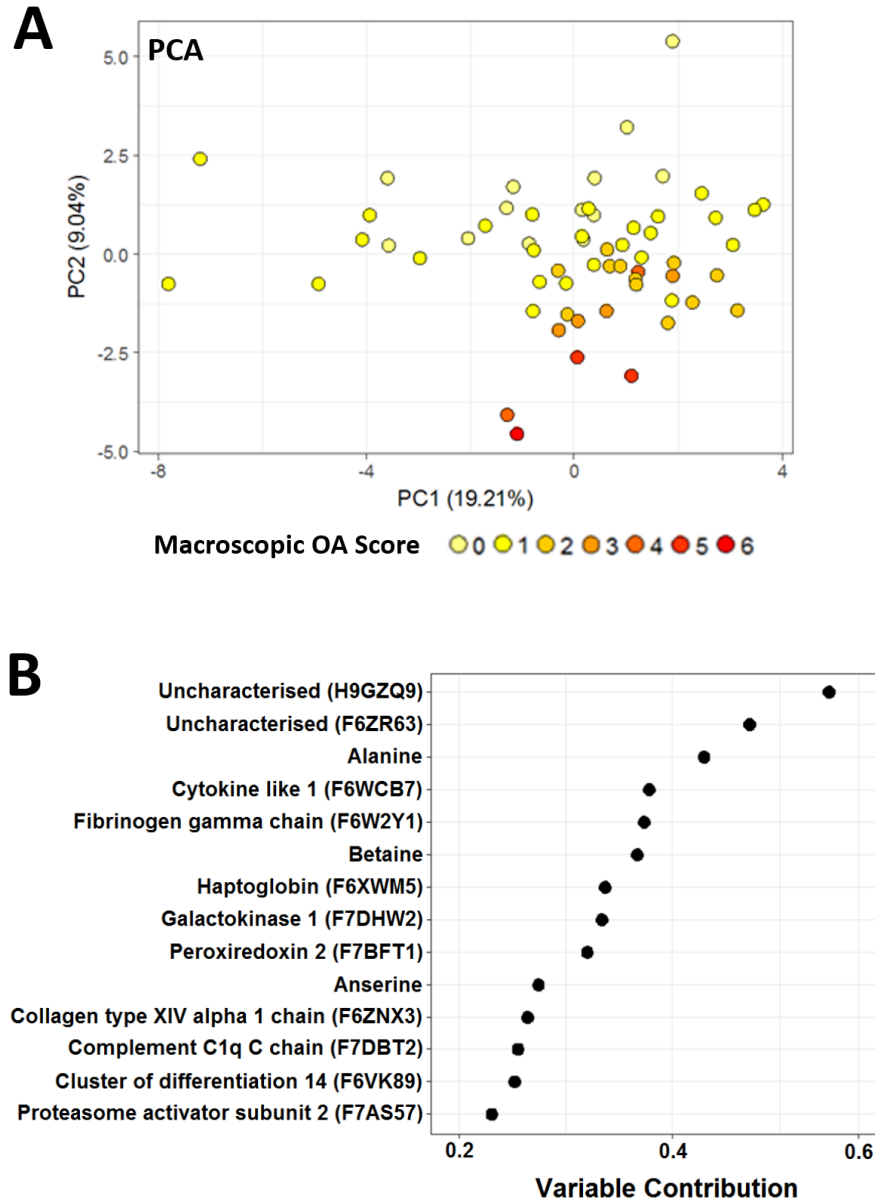 A
PCA
5.0
2.5
0.0
-2.5
-5.0
PC2 (9.04%)
-8 -4 0 4
PC1 (19.21%)
Macroscopic OA Score 0 1 2 3 4 5 6
B
Uncharacterised (H9GZQ9)
Uncharacterised (F6ZR63)
Alanine
Cytokine like 1 (F6WCB7)
Fibrinogen gamma chain (F6W2Y1)
Betaine
Haptoglobin (F6XWM5)
Galactokinase 1 (F7DHW2)
Peroxiredoxin 2 (F7BFT1)
Anserine
Collagen type XIV alpha 1 chain (F6ZNX3)
Complement C1q C chain (F7DBT2)
Cluster of differentiation 14 (F6VK89)
Proteasome activator subunit 2 (F7AS57)
0.2 0.4 0.6
Variable Contribution